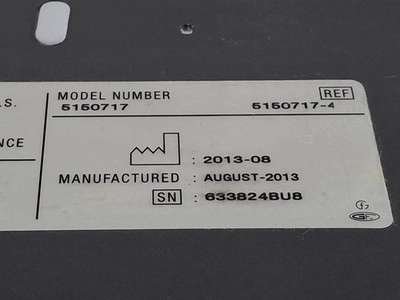 .S.
NCE
MODEL NUMBER REF
5150717 5150717-4
: 2013-08
MANUFACTURED : AUGUST-2013
SN : 633824BU8